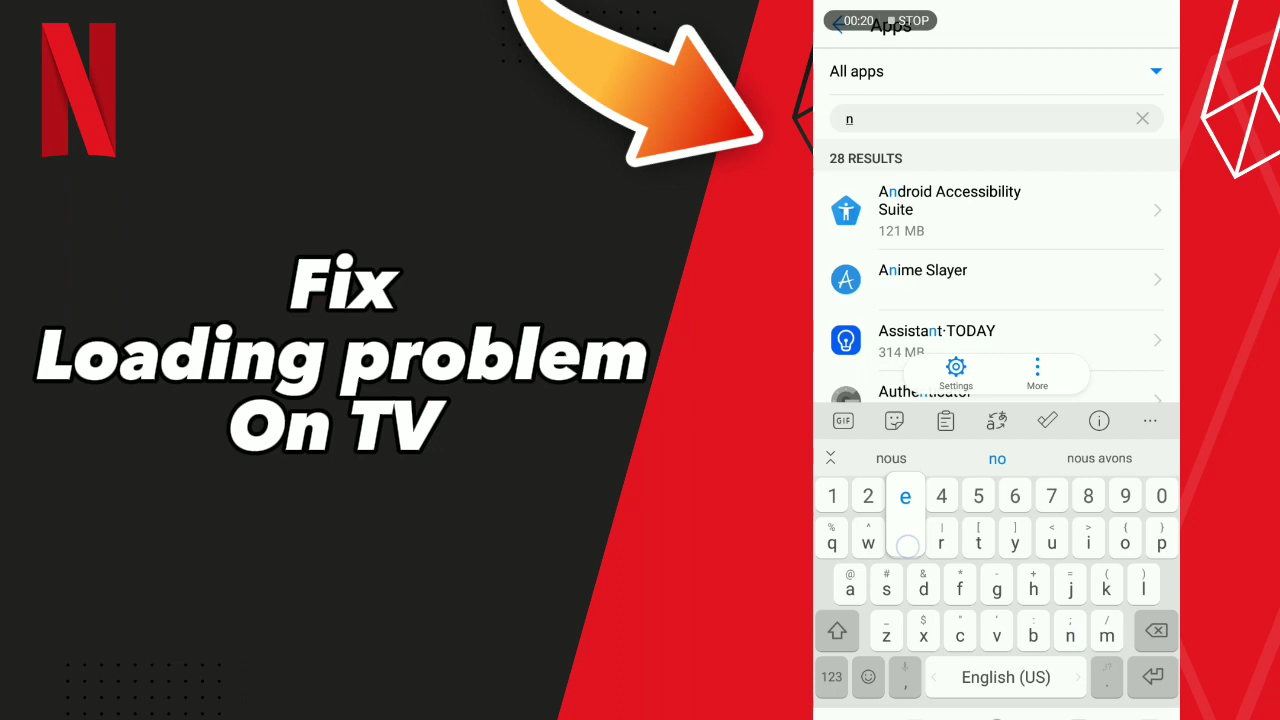 N
Fix
Loading problem
On TV
00:20 STOP
Apps
All apps
n
28 RESULTS
Android Accessibility
Suite
121 MB
Anime Slayer
Assistant·TODAY
314 MB
Authenticator
Settings
More
GIF
nous no nous avons
1 2 e 4 5 6 7 8 9 0
% ^ | [ ] < > { }
q w r t y u i o p
@ # & * - + = ( )
a s d f g h j k l
_ $ " ' : ; /
z x c v b n m
123 , English (US) .